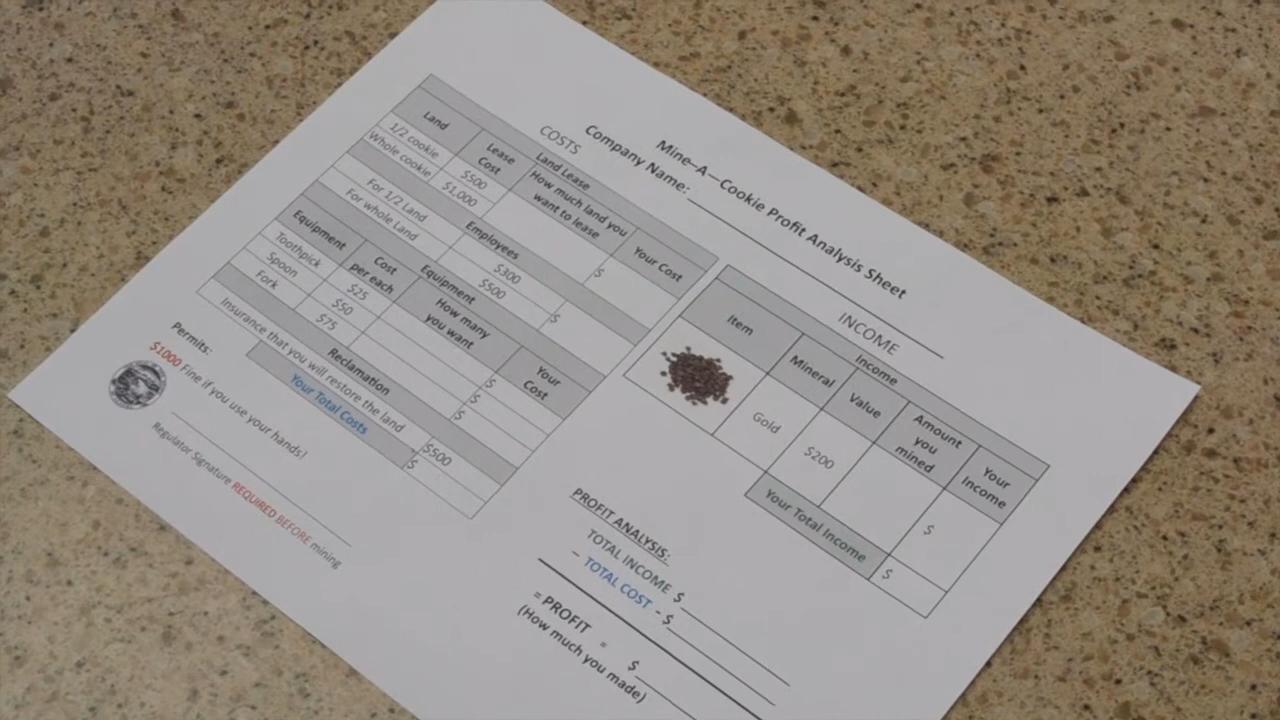 Mine-A—Cookie Profit Analysis Sheet
Company Name:
COSTS
Land Lease
Land
Lease Cost
How much land you want to lease
Your Cost
1/2 cookie
$500
$
Whole cookie
$1,000
Employees
For 1/2 Land
$300
$
For whole Land
$500
Equipment
Equipment
Cost per each
How many you want
Your Cost
Toothpick
$25
$
Spoon
$50
$
Fork
$75
$
Reclamation
Insurance that you will restore the land
$500
Your Total Costs
$
Permits:
$1000 Fine if you use your hands!
Regulator Signature REQUIRED BEFORE mining
INCOME
Income
Item
Mineral
Value
Amount you mined
Your Income
Gold
$200
$
Your Total Income
$
PROFIT ANALYSIS:
TOTAL INCOME $
− TOTAL COST - $
= PROFIT = $
(How much you made)